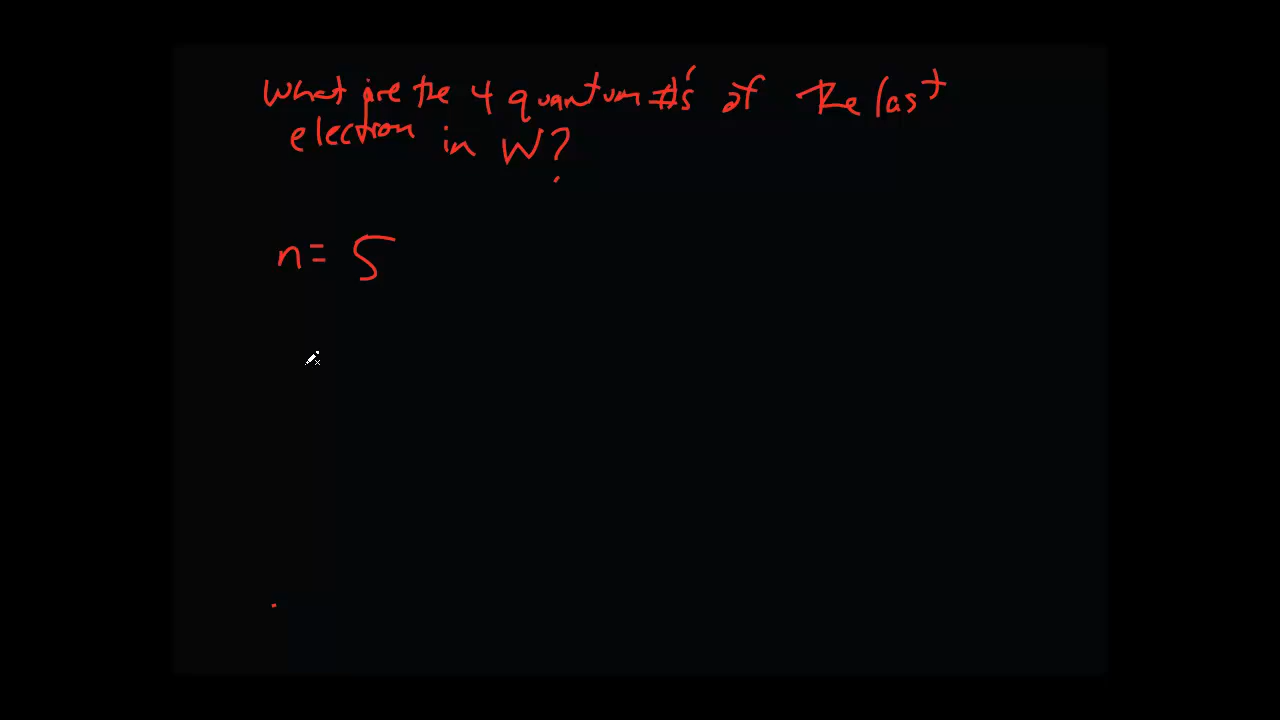 What are the 4 quantum #'s of the last
electron in W?
n= 5